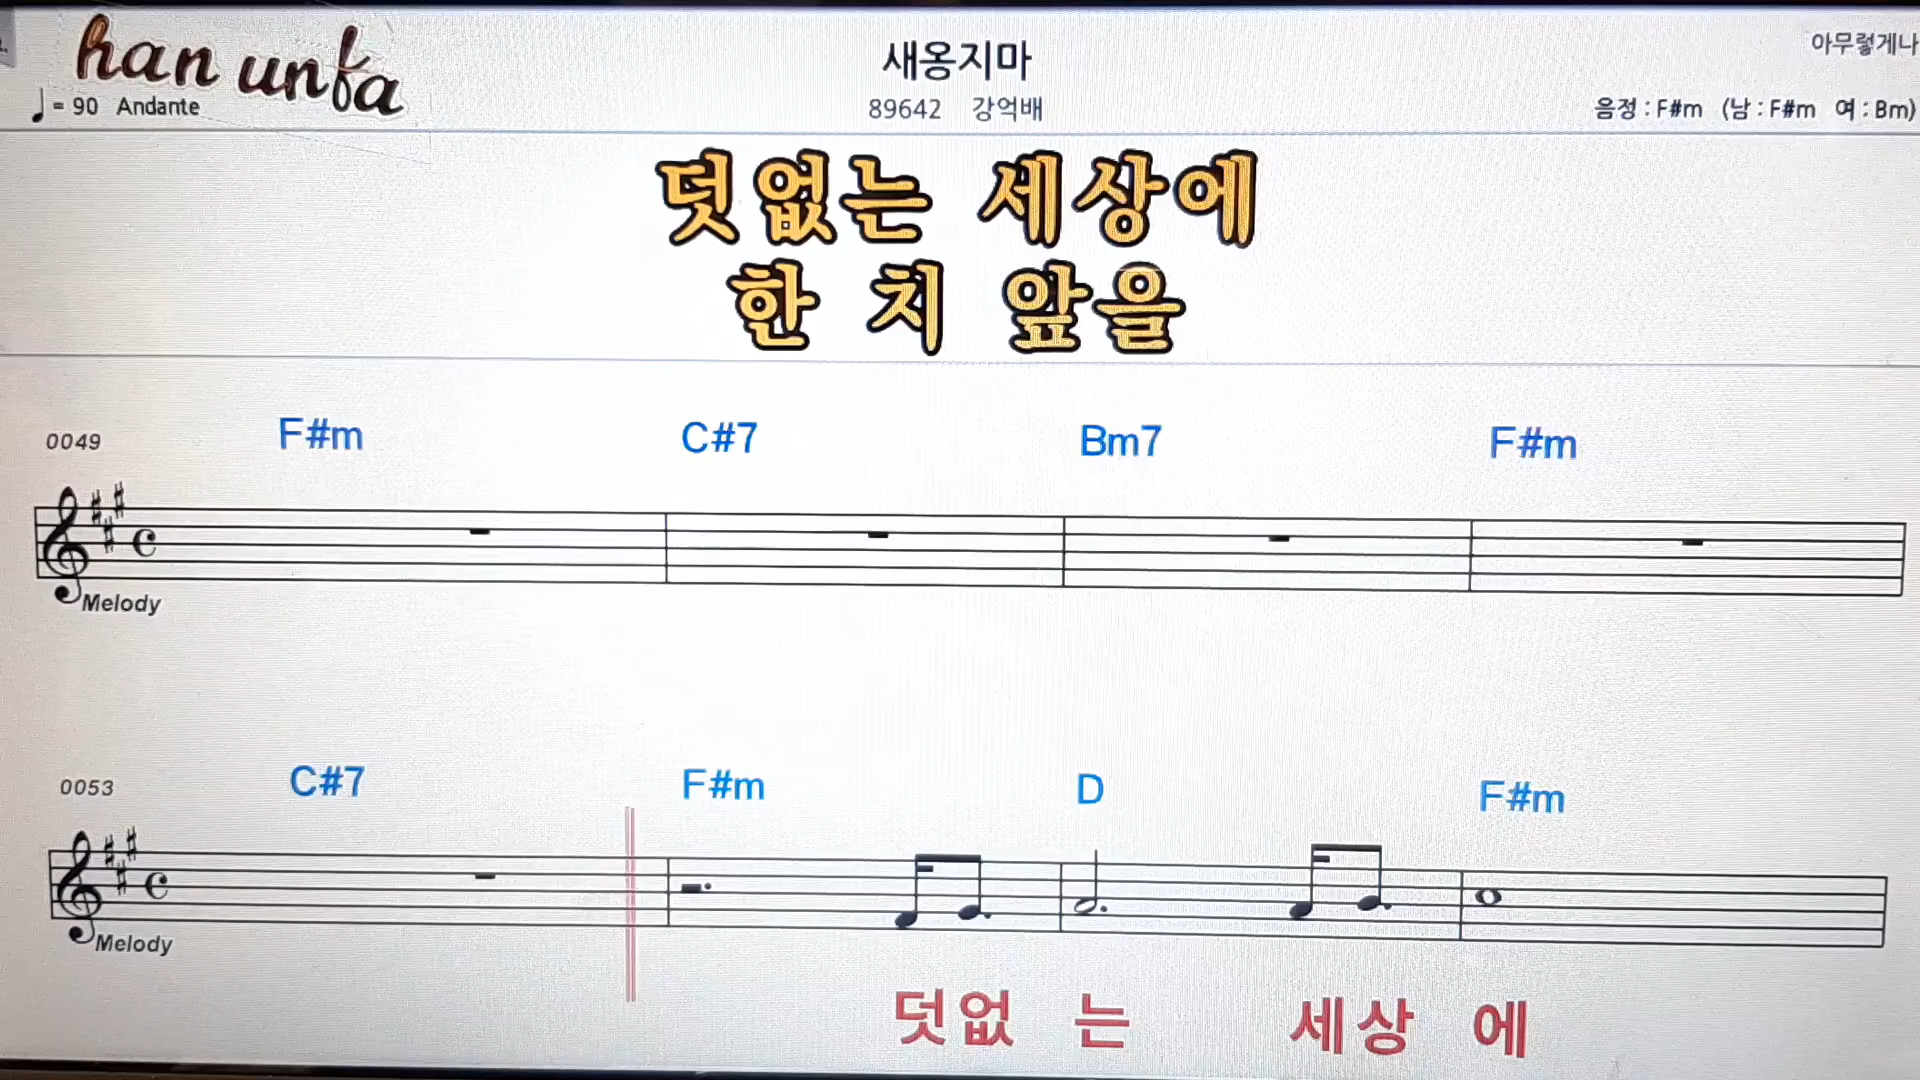 han unfa
새옹지마
아무렇게나
♩ = 90 Andante
89642 강억배
음정 : F#m (남 : F#m 여 : Bm)
덧없는 세상에
한 치 앞을
0049 F#m C#7 Bm7 F#m
Melody
0053 C#7 F#m D F#m
Melody
덧없 는 세상 에